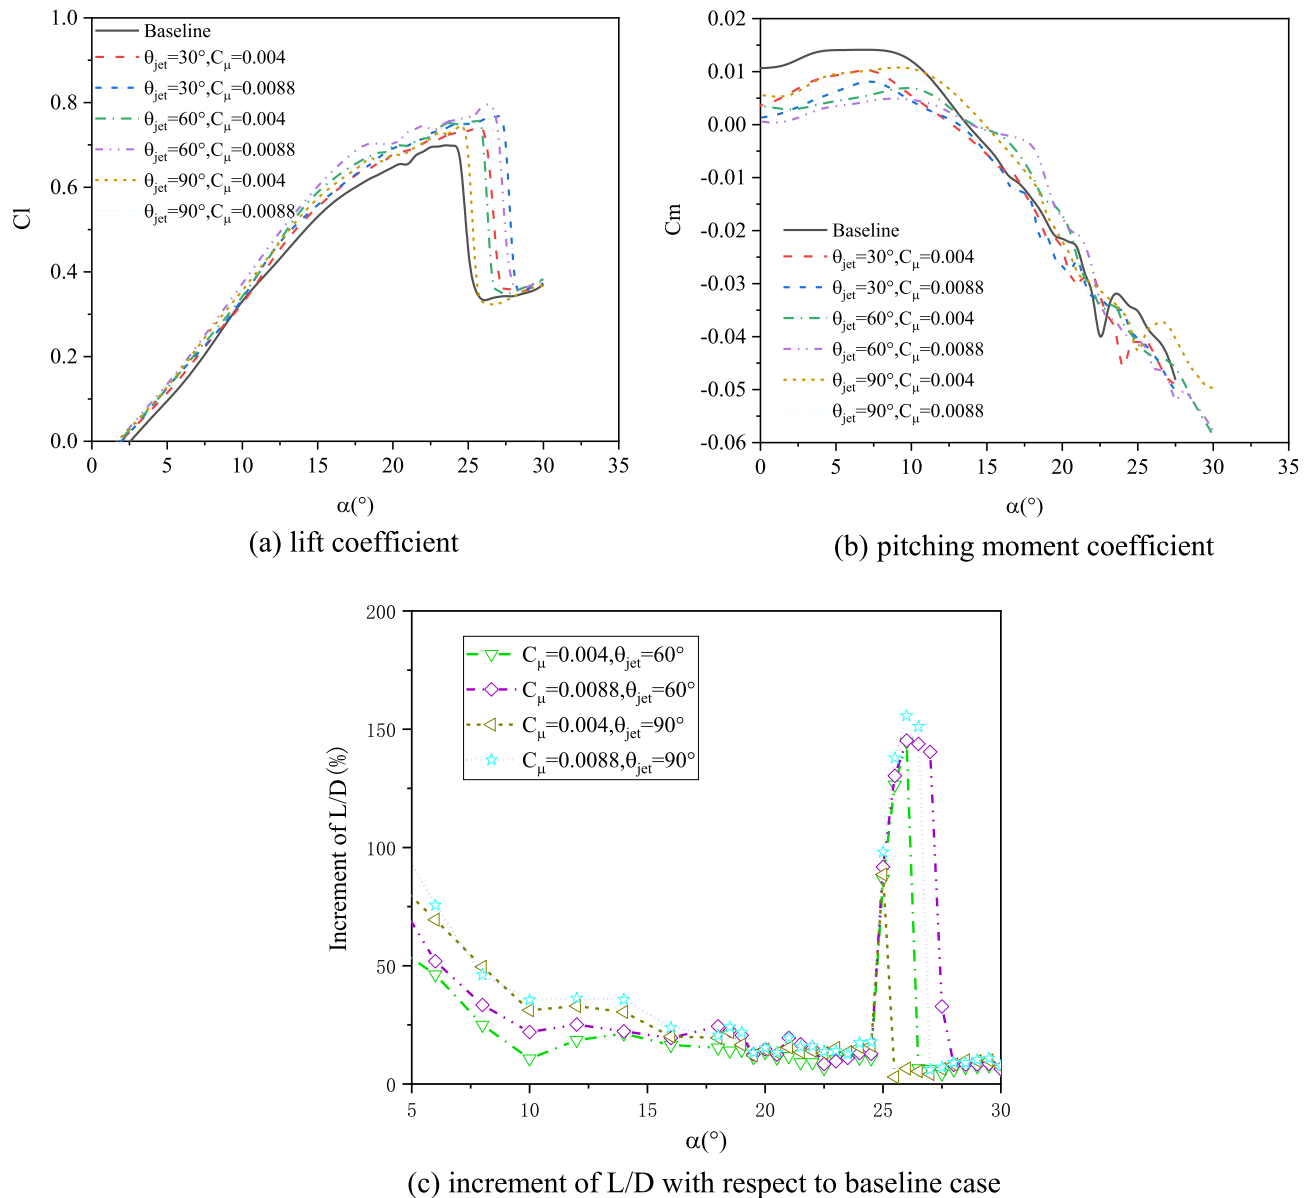 1.0
0.8
0.6
0.4
0.2
0.0
Cl
Baseline
θjet=30°,Cμ=0.004
θjet=30°,Cμ=0.0088
θjet=60°,Cμ=0.004
θjet=60°,Cμ=0.0088
θjet=90°,Cμ=0.004
θjet=90°,Cμ=0.0088
0 5 10 15 20 25 30 35
α(°)
(a) lift coefficient
0.02
0.01
0.00
-0.01
-0.02
-0.03
-0.04
-0.05
-0.06
Cm
Baseline
θjet=30°,Cμ=0.004
θjet=30°,Cμ=0.0088
θjet=60°,Cμ=0.004
θjet=60°,Cμ=0.0088
θjet=90°,Cμ=0.004
θjet=90°,Cμ=0.0088
0 5 10 15 20 25 30 35
α(°)
(b) pitching moment coefficient
200
150
100
50
0
Increment of L/D (%)
Cμ=0.004,θjet=60°
Cμ=0.0088,θjet=60°
Cμ=0.004,θjet=90°
Cμ=0.0088,θjet=90°
5 10 15 20 25 30
α(°)
(c) increment of L/D with respect to baseline case